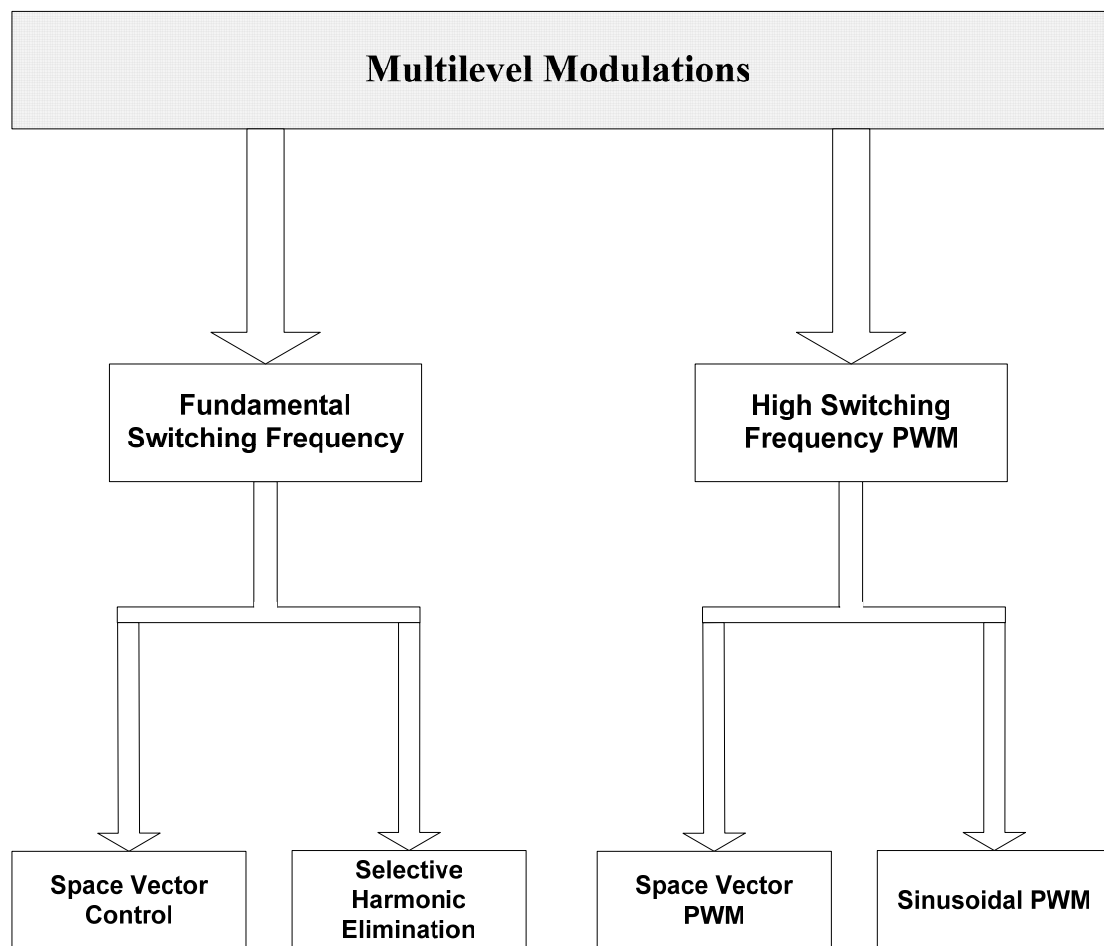 Multilevel Modulations
Fundamental
Switching Frequency
High Switching
Frequency PWM
Space Vector
Control
Selective
Harmonic
Elimination
Space Vector
PWM
Sinusoidal PWM